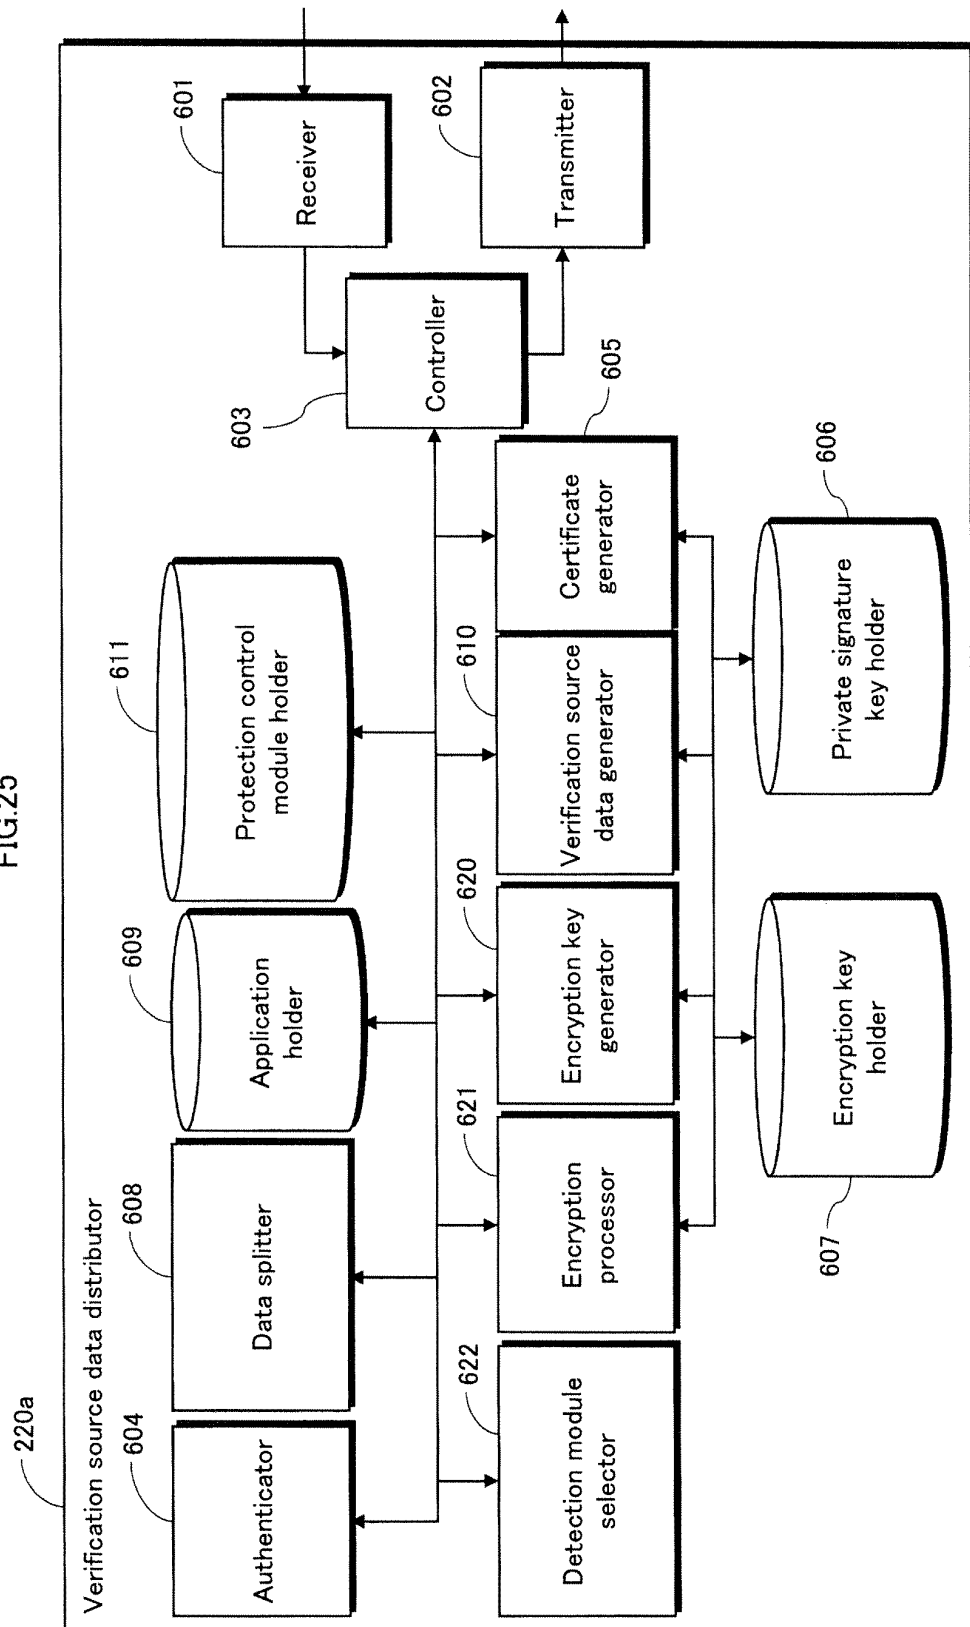 FIG.25
220a
Verification source data distributor
604
Authenticator
608
Data splitter
609
Application
holder
611
Protection control
module holder
601
Receiver
603
Controller
602
Transmitter
622
Detection module
selector
621
Encryption
processor
620
Encryption key
generator
610
Verification source
data generator
605
Certificate
generator
607
Encryption key
holder
606
Private signature
key holder